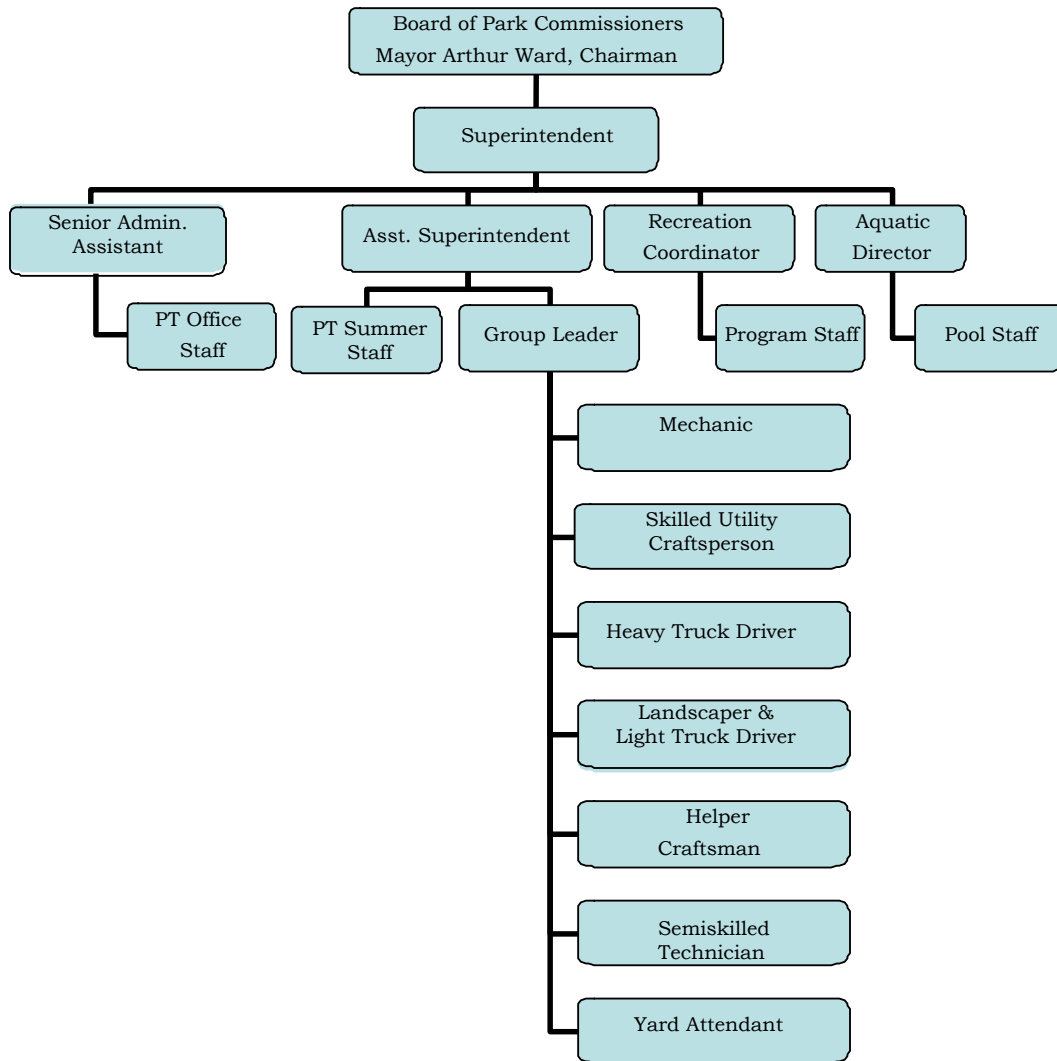 Board of Park Commissioners
Mayor Arthur Ward, Chairman
Superintendent
Senior Admin.
Assistant
Asst. Superintendent
Recreation
Coordinator
Aquatic
Director
PT Office
Staff
PT Summer
Staff
Group Leader
Program Staff
Pool Staff
Mechanic
Skilled Utility
Craftsperson
Heavy Truck Driver
Landscaper &
Light Truck Driver
Helper
Craftsman
Semiskilled
Technician
Yard Attendant